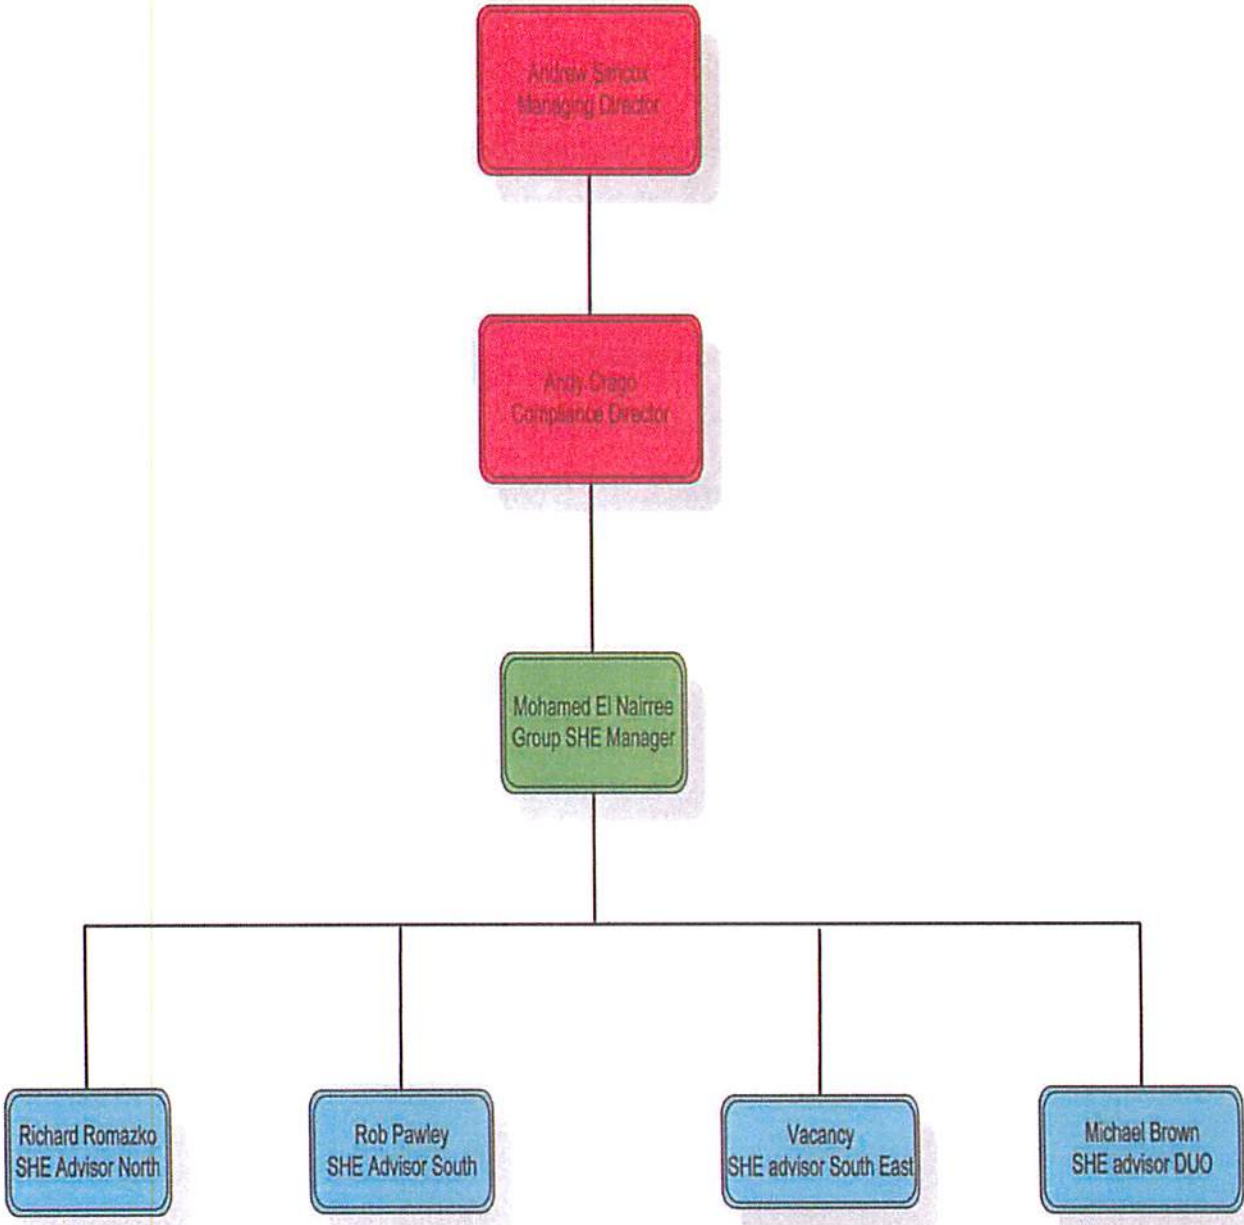 Andrew Simcox
Managing Director
Andy Crago
Compliance Director
Mohamed El Nairree
Group SHE Manager
Richard Romazko
SHE Advisor North
Rob Pawley
SHE Advisor South
Vacancy
SHE advisor South East
Michael Brown
SHE advisor DUO